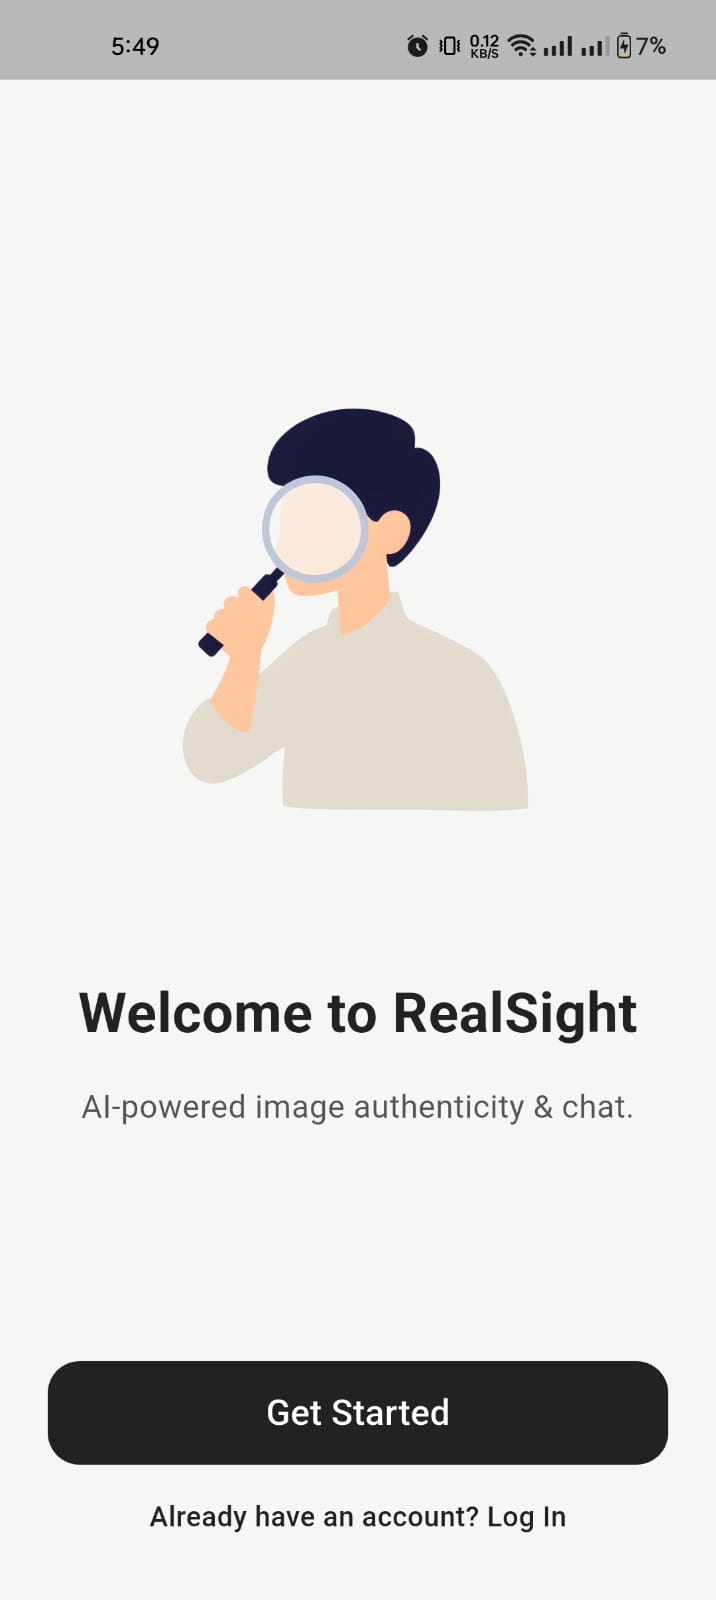 5:49 0.12 KB/S 7%
Welcome to RealSight
AI-powered image authenticity & chat.
Get Started
Already have an account? Log In